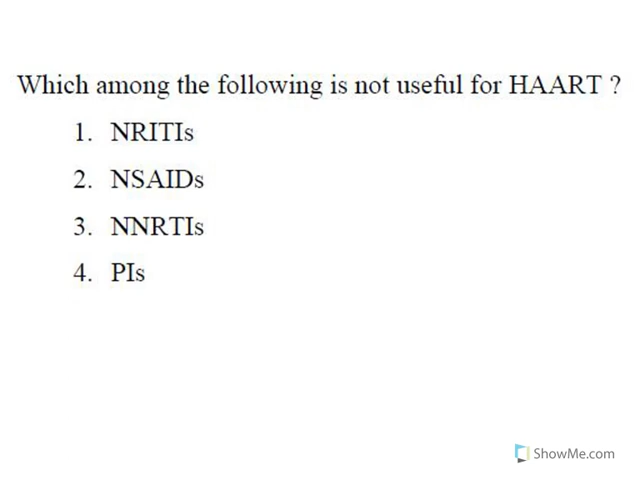 Which among the following is not useful for HAART ?
1. NRITIs
2. NSAIDs
3. NNRTIs
4. PIs
ShowMe.com